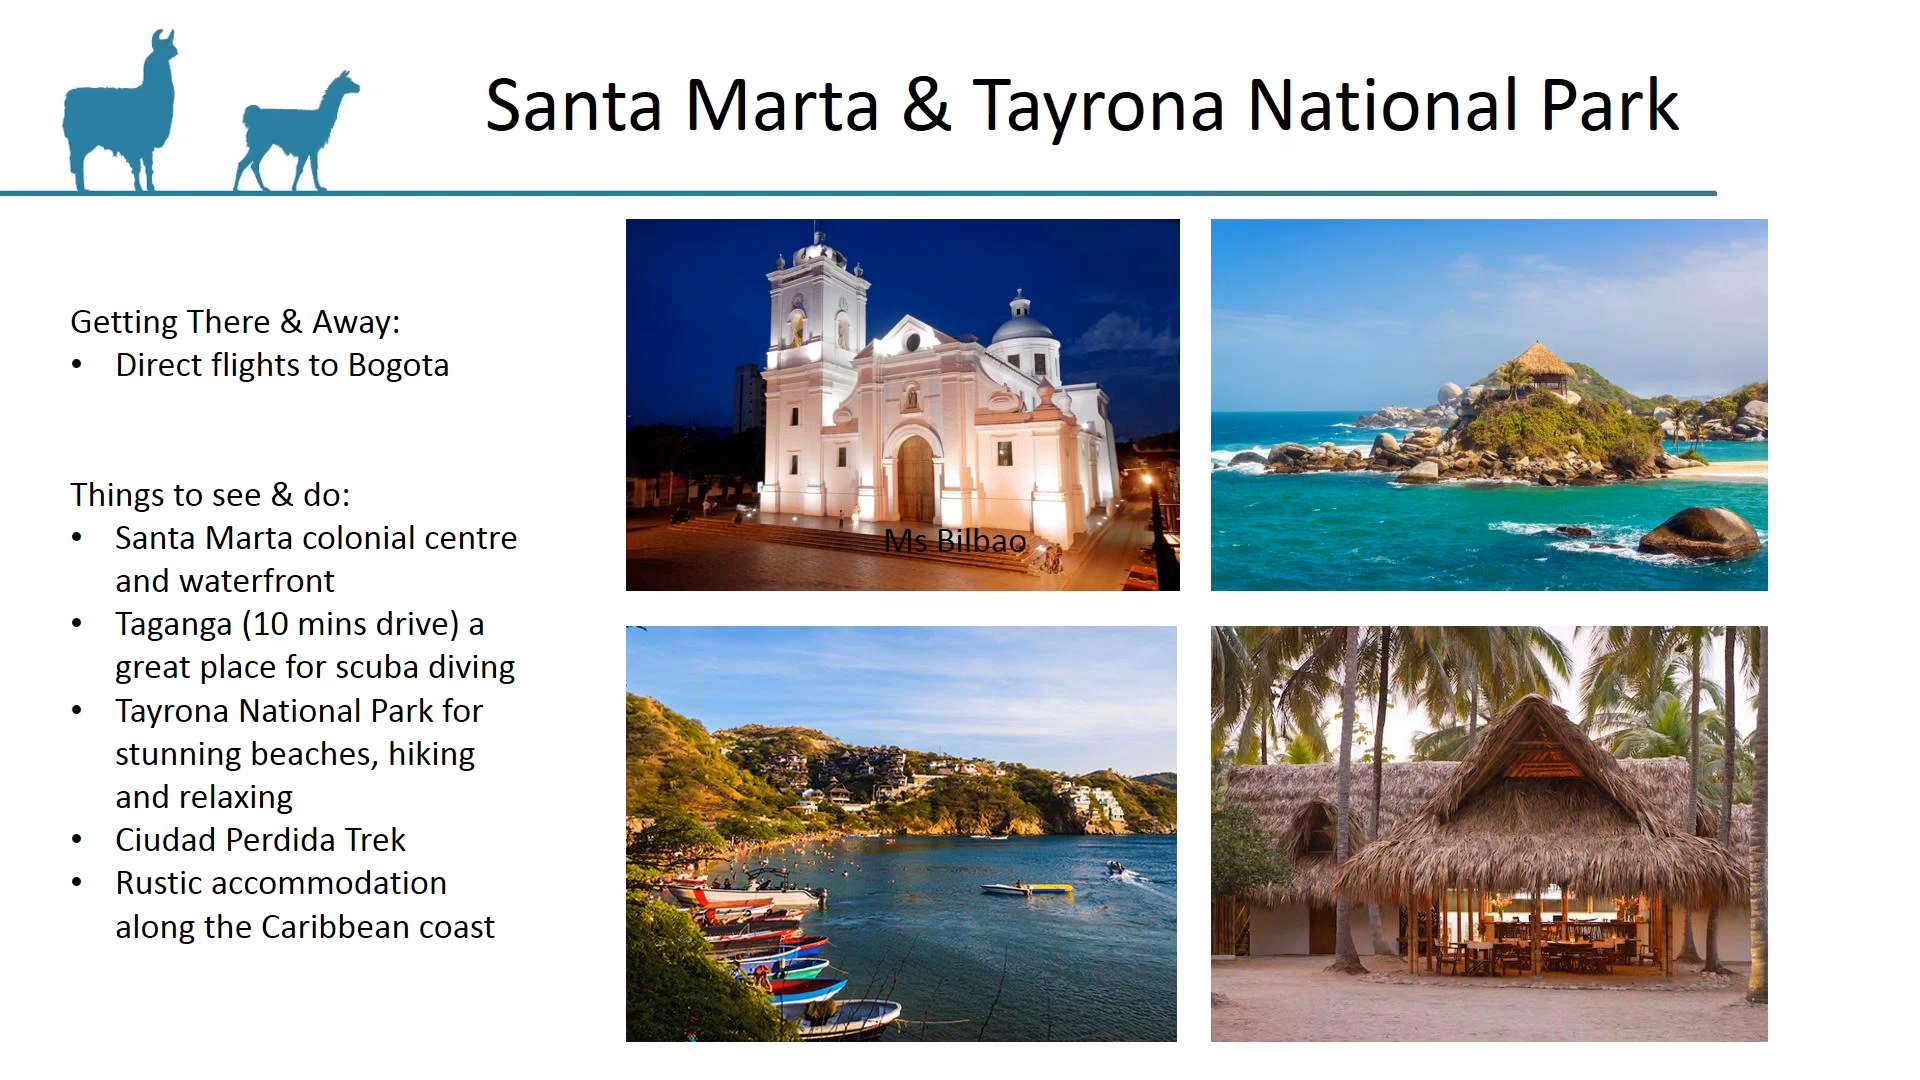 Santa Marta & Tayrona National Park
Getting There & Away:
• Direct flights to Bogota
Things to see & do:
• Santa Marta colonial centre
and waterfront
• Taganga (10 mins drive) a
great place for scuba diving
• Tayrona National Park for
stunning beaches, hiking
and relaxing
• Ciudad Perdida Trek
• Rustic accommodation
along the Caribbean coast
Ms Bilbao